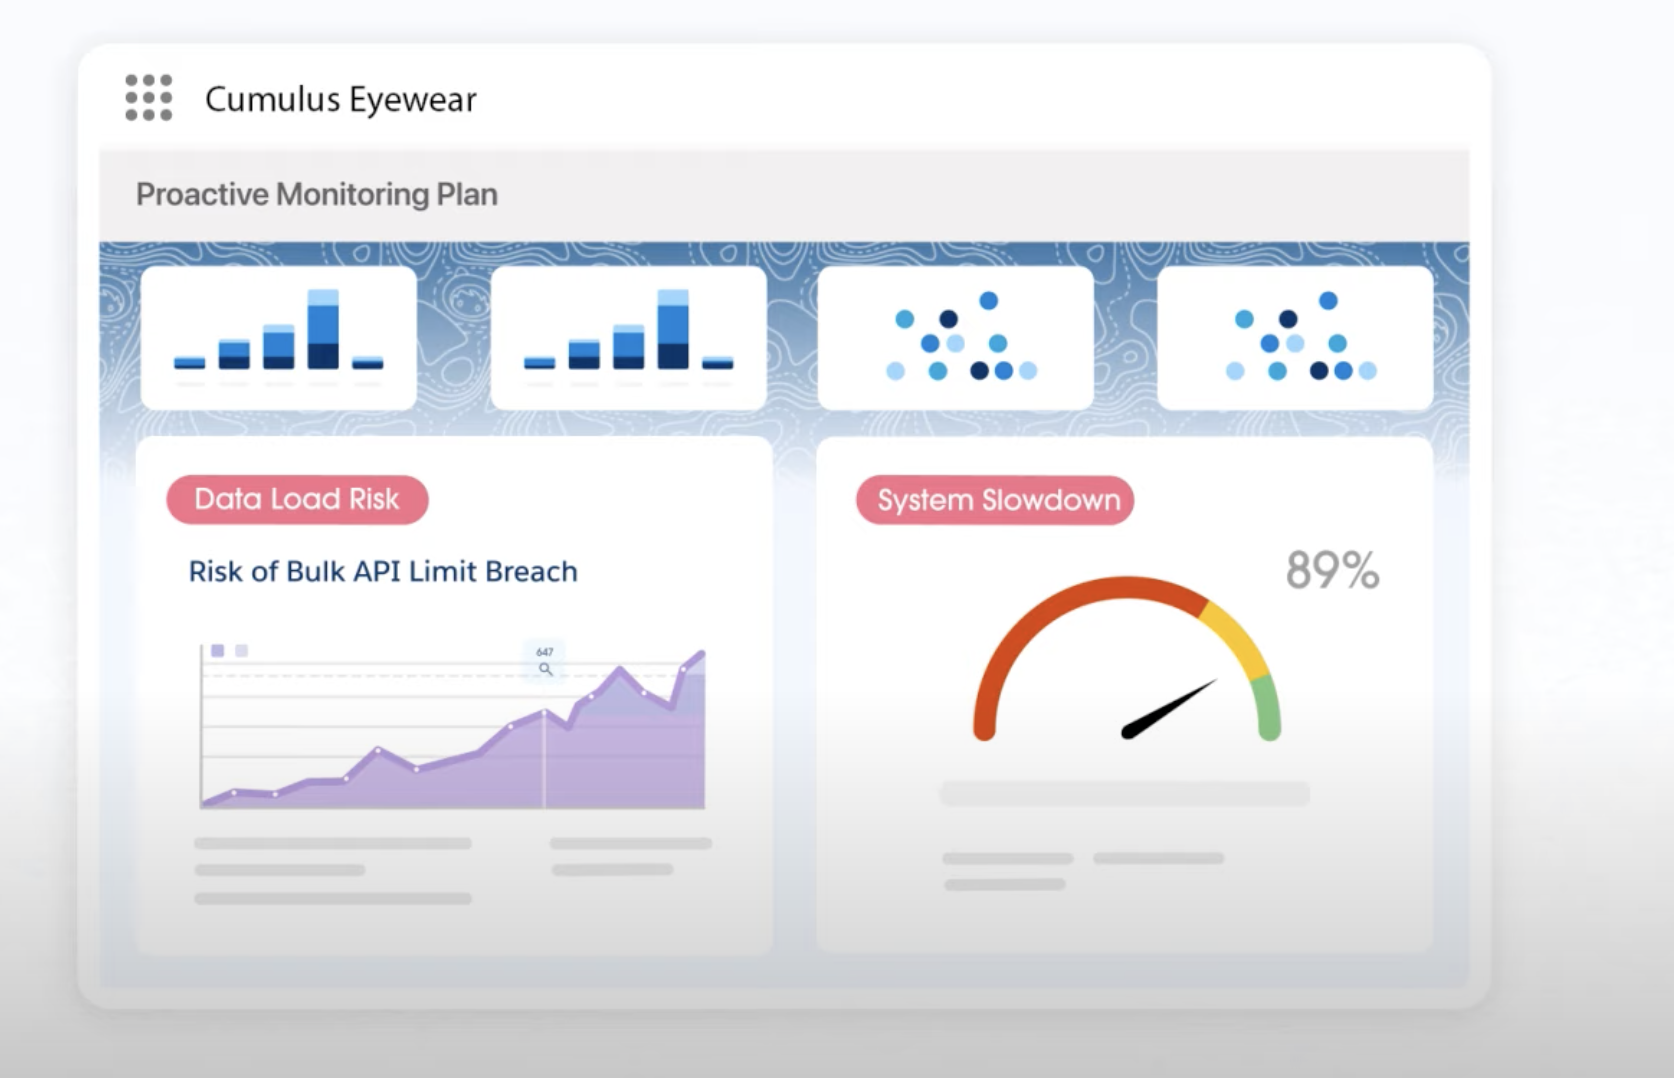 Cumulus Eyewear
Proactive Monitoring Plan
Data Load Risk
Risk of Bulk API Limit Breach
647
System Slowdown
89%